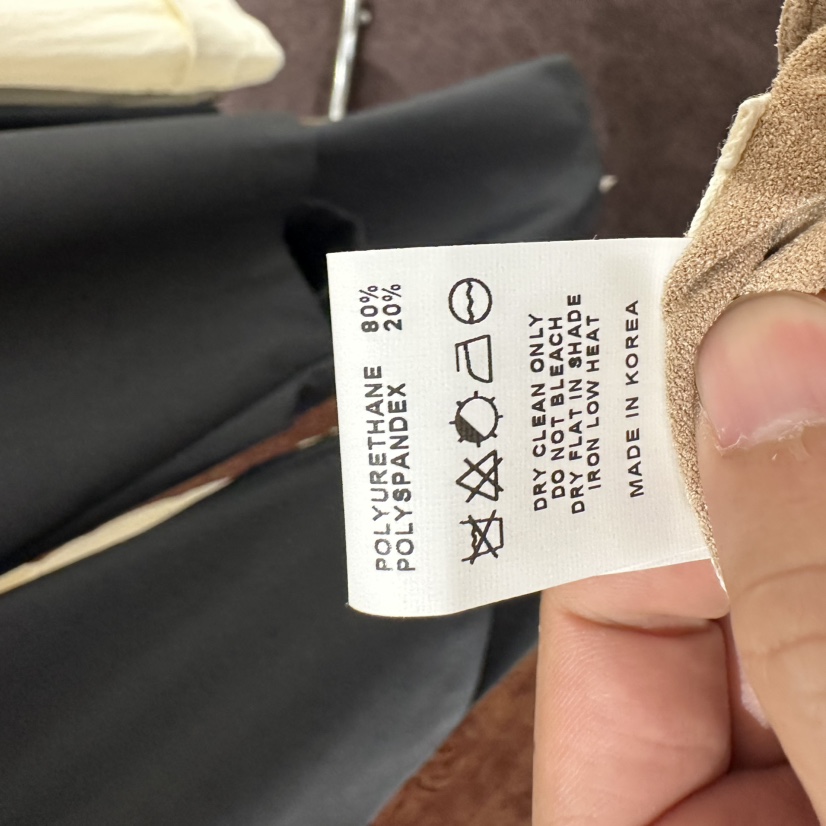 POLYURETHANE 80%
POLYSPANDEX 20%
DRY CLEAN ONLY
DO NOT BLEACH
DRY FLAT IN SHADE
IRON LOW HEAT
MADE IN KOREA